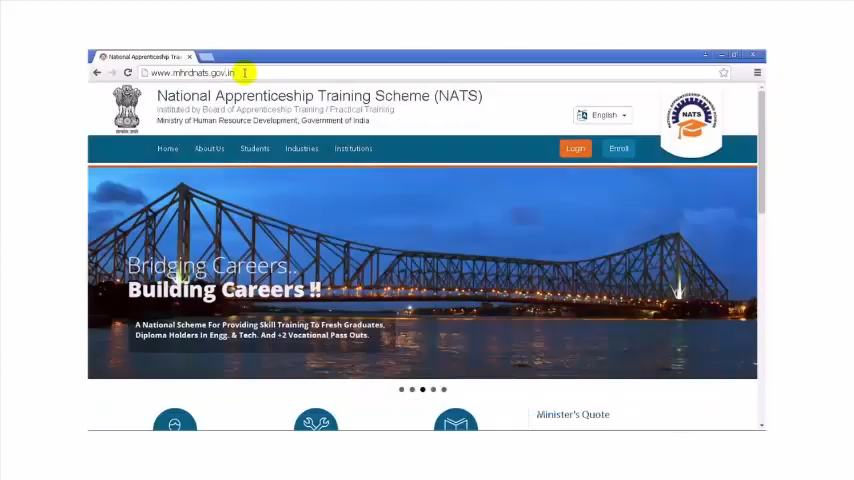 National Apprenticeship Trai
www.mhrdnats.gov.in
National Apprenticeship Training Scheme (NATS)
Instituted by Board of Apprenticeship Training / Practical Training
Ministry of Human Resource Development, Government of India
English
NATS
Home About Us Students Industries Institutions Login Enroll
Bridging Careers..
Building Careers !!
A National Scheme For Providing Skill Training To Fresh Graduates,
Diploma Holders In Engg. & Tech. And +2 Vocational Pass Outs.
Minister's Quote